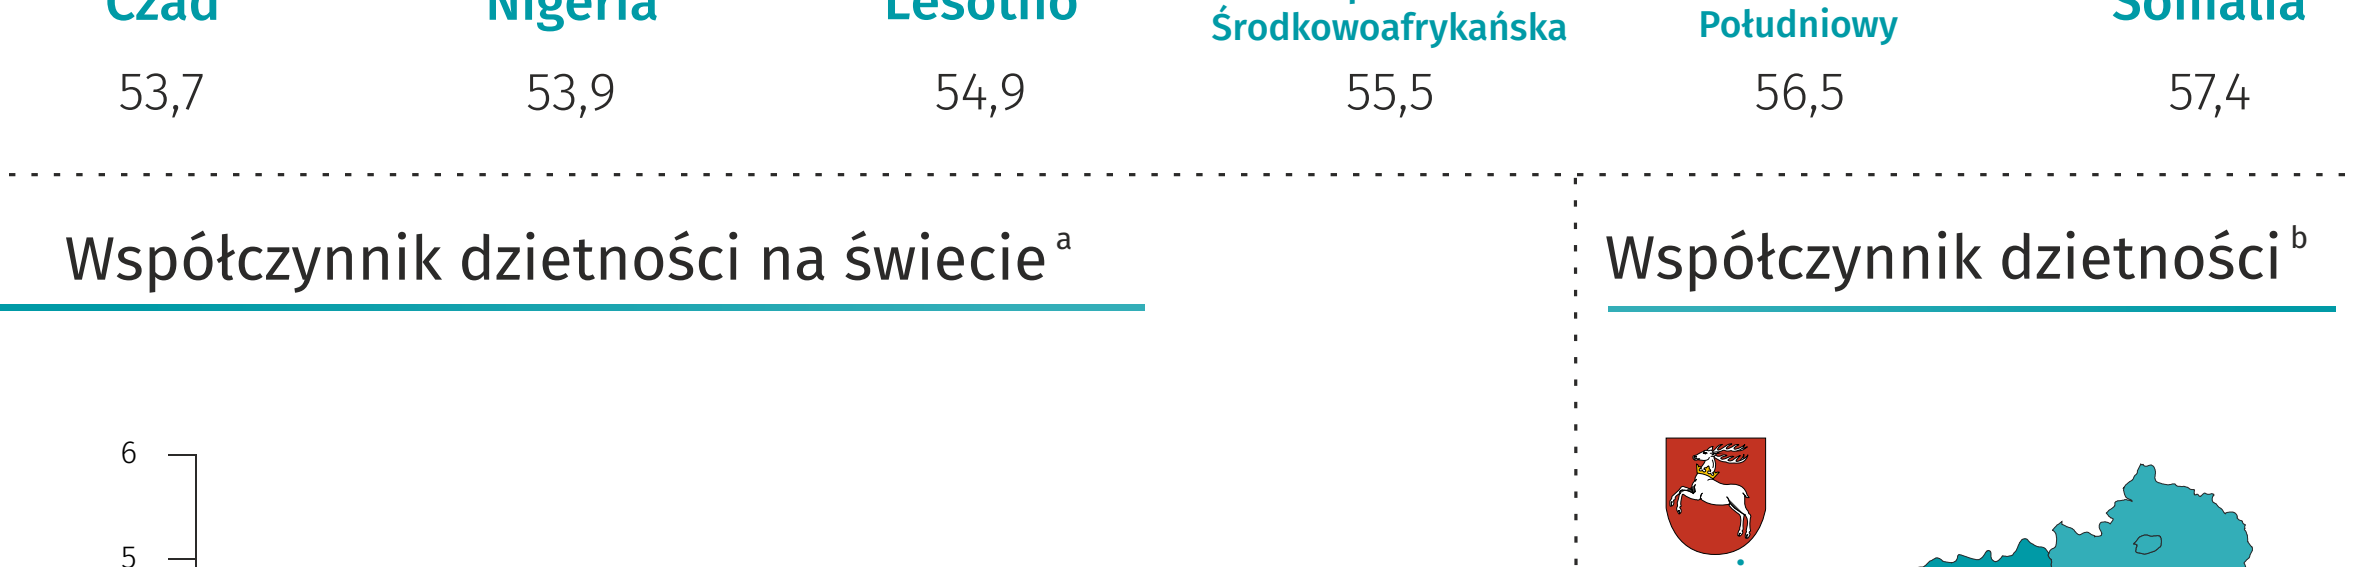 Czad Nigeria Lesotho Somalia
Środkowoafrykańska Południowy
53,7 53,9 54,9 55,5 56,5 57,4
Współczynnik dzietności na świecie a
Współczynnik dzietności b
6
5